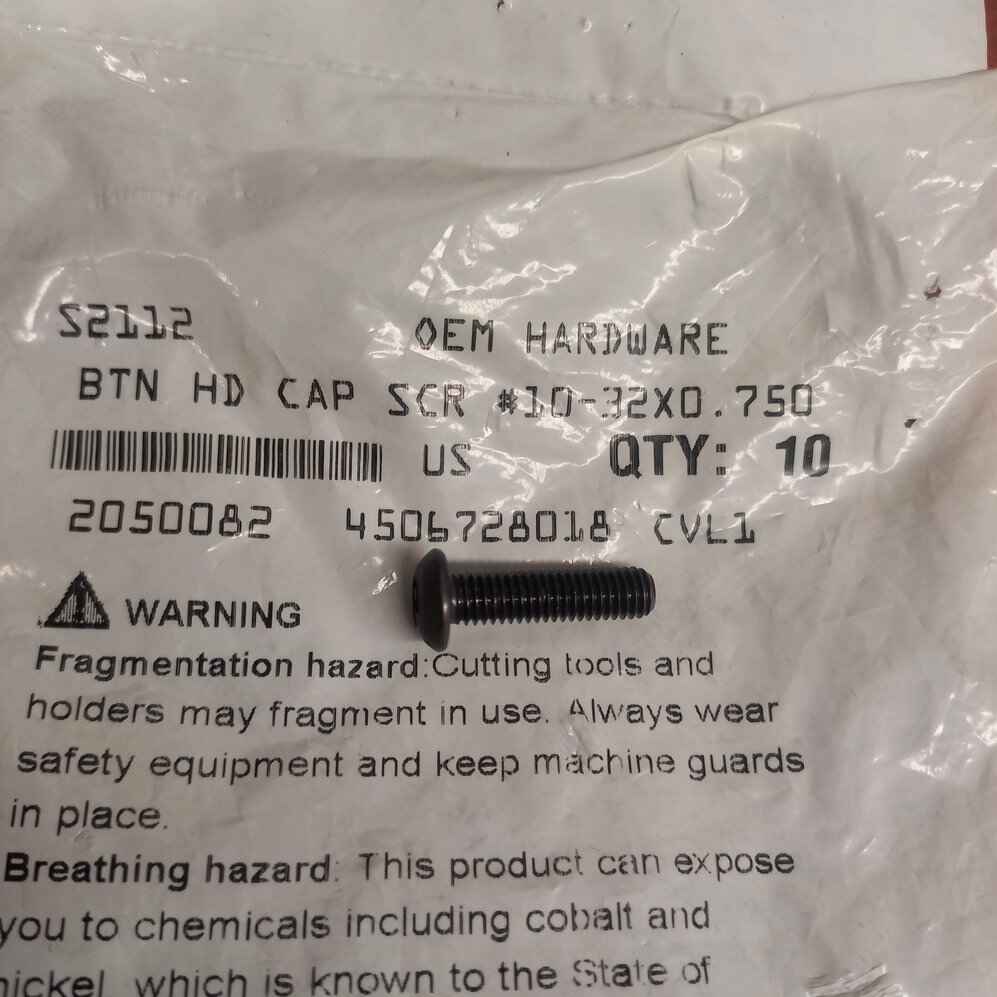 S2112 OEM HARDWARE
BTN HD CAP SCR #10-32X0.750
US QTY: 10
2050082 4506728018 CVL1
WARNING
Fragmentation hazard:Cutting tools and
holders may fragment in use. Always wear
safety equipment and keep machine guards
in place.
Breathing hazard: This product can expose
you to chemicals including cobalt and
nickel which is known to the State of